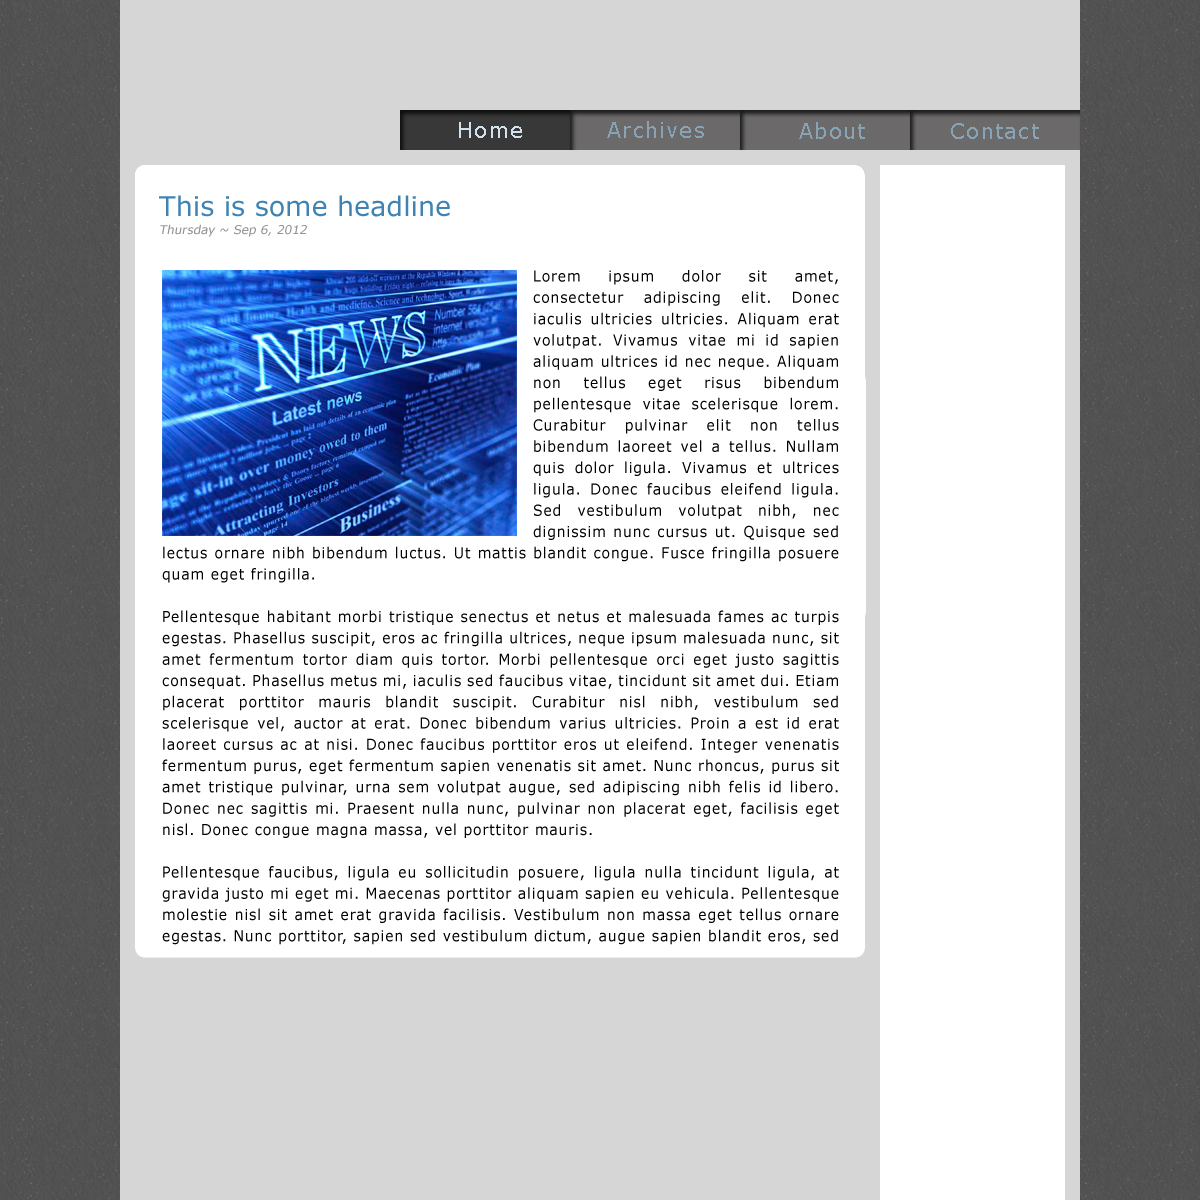 Home Archives About Contact
This is some headline
Thursday ~ Sep 6, 2012
NEWS
Latest news
Economic Plan
President has laid out details of an economic plan
age sit-in over money owed to them
Attracting Investors
Business
Lorem ipsum dolor sit amet,
consectetur adipiscing elit. Donec
iaculis ultricies ultricies. Aliquam erat
volutpat. Vivamus vitae mi id sapien
aliquam ultrices id nec neque. Aliquam
non tellus eget risus bibendum
pellentesque vitae scelerisque lorem.
Curabitur pulvinar elit non tellus
bibendum laoreet vel a tellus. Nullam
quis dolor ligula. Vivamus et ultrices
ligula. Donec faucibus eleifend ligula.
Sed vestibulum volutpat nibh, nec
dignissim nunc cursus ut. Quisque sed
lectus ornare nibh bibendum luctus. Ut mattis blandit congue. Fusce fringilla posuere
quam eget fringilla.
Pellentesque habitant morbi tristique senectus et netus et malesuada fames ac turpis
egestas. Phasellus suscipit, eros ac fringilla ultrices, neque ipsum malesuada nunc, sit
amet fermentum tortor diam quis tortor. Morbi pellentesque orci eget justo sagittis
consequat. Phasellus metus mi, iaculis sed faucibus vitae, tincidunt sit amet dui. Etiam
placerat porttitor mauris blandit suscipit. Curabitur nisl nibh, vestibulum sed
scelerisque vel, auctor at erat. Donec bibendum varius ultricies. Proin a est id erat
laoreet cursus ac at nisi. Donec faucibus porttitor eros ut eleifend. Integer venenatis
fermentum purus, eget fermentum sapien venenatis sit amet. Nunc rhoncus, purus sit
amet tristique pulvinar, urna sem volutpat augue, sed adipiscing nibh felis id libero.
Donec nec sagittis mi. Praesent nulla nunc, pulvinar non placerat eget, facilisis eget
nisl. Donec congue magna massa, vel porttitor mauris.
Pellentesque faucibus, ligula eu sollicitudin posuere, ligula nulla tincidunt ligula, at
gravida justo mi eget mi. Maecenas porttitor aliquam sapien eu vehicula. Pellentesque
molestie nisl sit amet erat gravida facilisis. Vestibulum non massa eget tellus ornare
egestas. Nunc porttitor, sapien sed vestibulum dictum, augue sapien blandit eros, sed